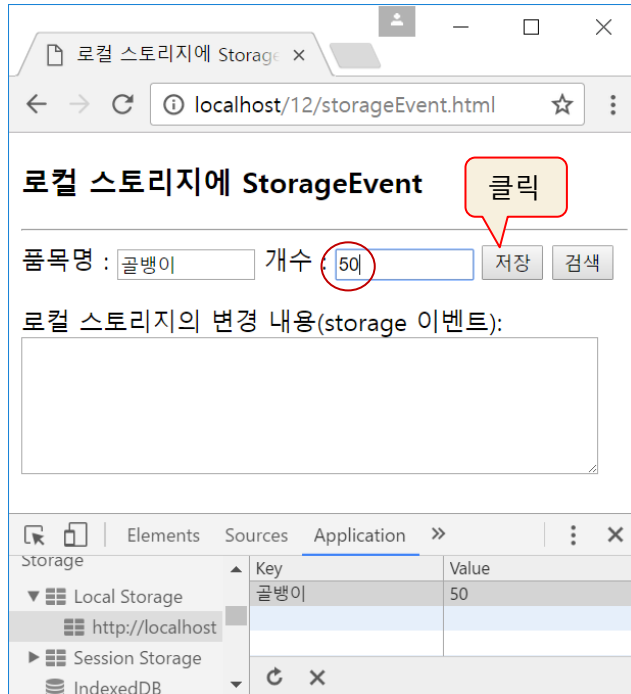 로컬 스토리지에 Storage
localhost/12/storageEvent.html
로컬 스토리지에 StorageEvent
클릭
품목명 : 골뱅이 개수 : 50 저장 검색
로컬 스토리지의 변경 내용(storage 이벤트):
Elements Sources Application
Storage
Key Value
Local Storage
골뱅이 50
http://localhost
Session Storage
IndexedDB